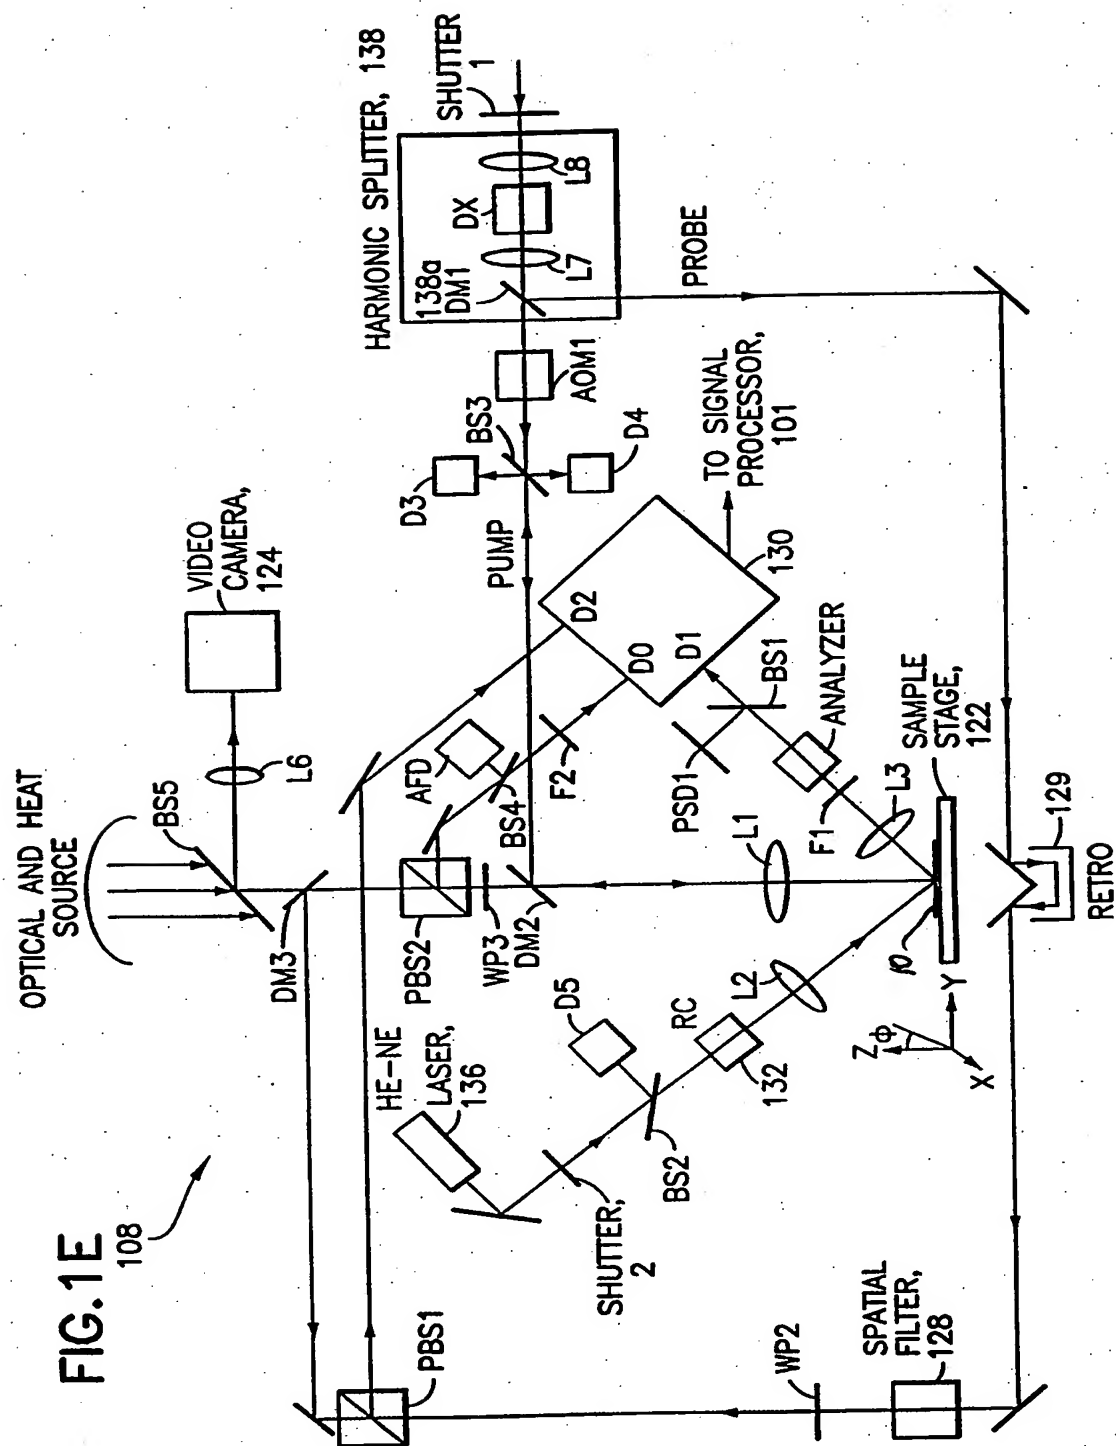 FIG.1E
108
OPTICAL AND HEAT
SOURCE
BS5
VIDEO
CAMERA,
124
L6
DM3
HARMONIC SPLITTER, 138
SHUTTER
1
138a
DM1
DX
L7
L8
AOM1
BS3
D3
D4
PUMP
PROBE
TO SIGNAL
PROCESSOR,
101
130
D2
D0
D1
AFD
BS4
F2
PBS2
WP3
DM2
PSD1
BS1
ANALYZER
F1
L3
L1
SAMPLE
STAGE,
122
129
RETRO
10
HE-NE
LASER,
136
D5
SHUTTER,
2
BS2
RC
132
L2
Z
Φ
Y
X
PBS1
WP2
SPATIAL
FILTER,
128